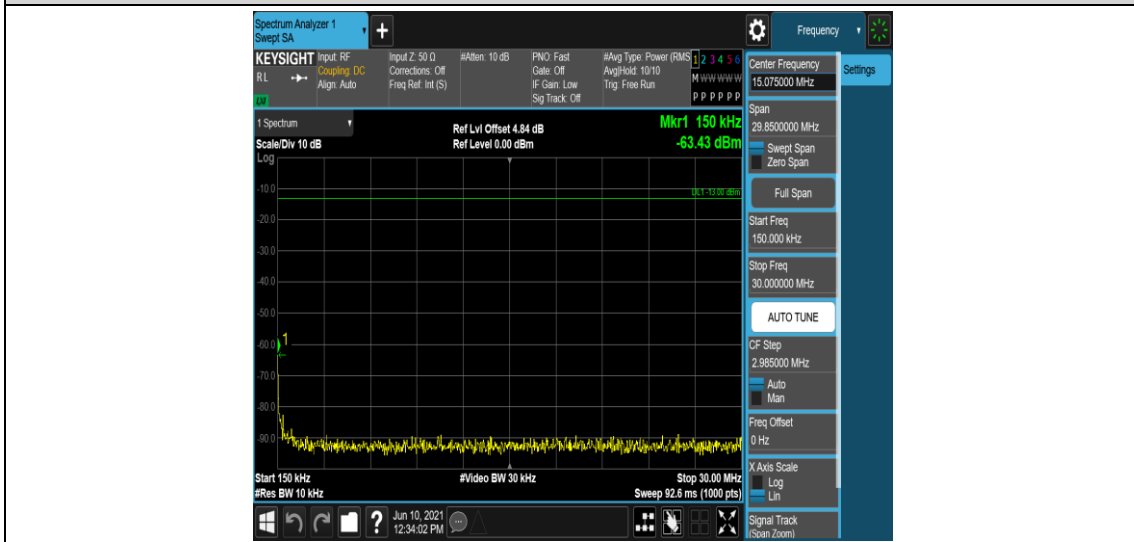 Spectrum Analyzer 1
Swept SA
+
Frequency
KEYSIGHT
RL
LXI
Input: RF
Coupling: DC
Align: Auto
Input Z: 50 Ω
Corrections: Off
Freq Ref: Int (S)
#Atten: 10 dB
PNO: Fast
Gate: Off
IF Gain: Low
Sig Track: Off
#Avg Type: Power (RMS
Avg|Hold: 10/10
Trig: Free Run
1 2 3 4 5 6
M W W W W W
P P P P P P
Center Frequency
15.075000 MHz
Settings
1 Spectrum
Scale/Div 10 dB
Log
Ref Lvl Offset 4.84 dB
Ref Level 0.00 dBm
Mkr1 150 kHz
-63.43 dBm
DL1 -13.00 dBm
-10.0
-20.0
-30.0
-40.0
-50.0
-60.0
-70.0
-80.0
-90.0
1
Start 150 kHz
#Res BW 10 kHz
#Video BW 30 kHz
Stop 30.00 MHz
Sweep 92.6 ms (1000 pts)
Span
29.8500000 MHz
Swept Span
Zero Span
Full Span
Start Freq
150.000 kHz
Stop Freq
30.000000 MHz
AUTO TUNE
CF Step
2.985000 MHz
Auto
Man
Freq Offset
0 Hz
X Axis Scale
Log
Lin
Signal Track
(Span Zoom)
?
Jun 10, 2021
12:34:02 PM